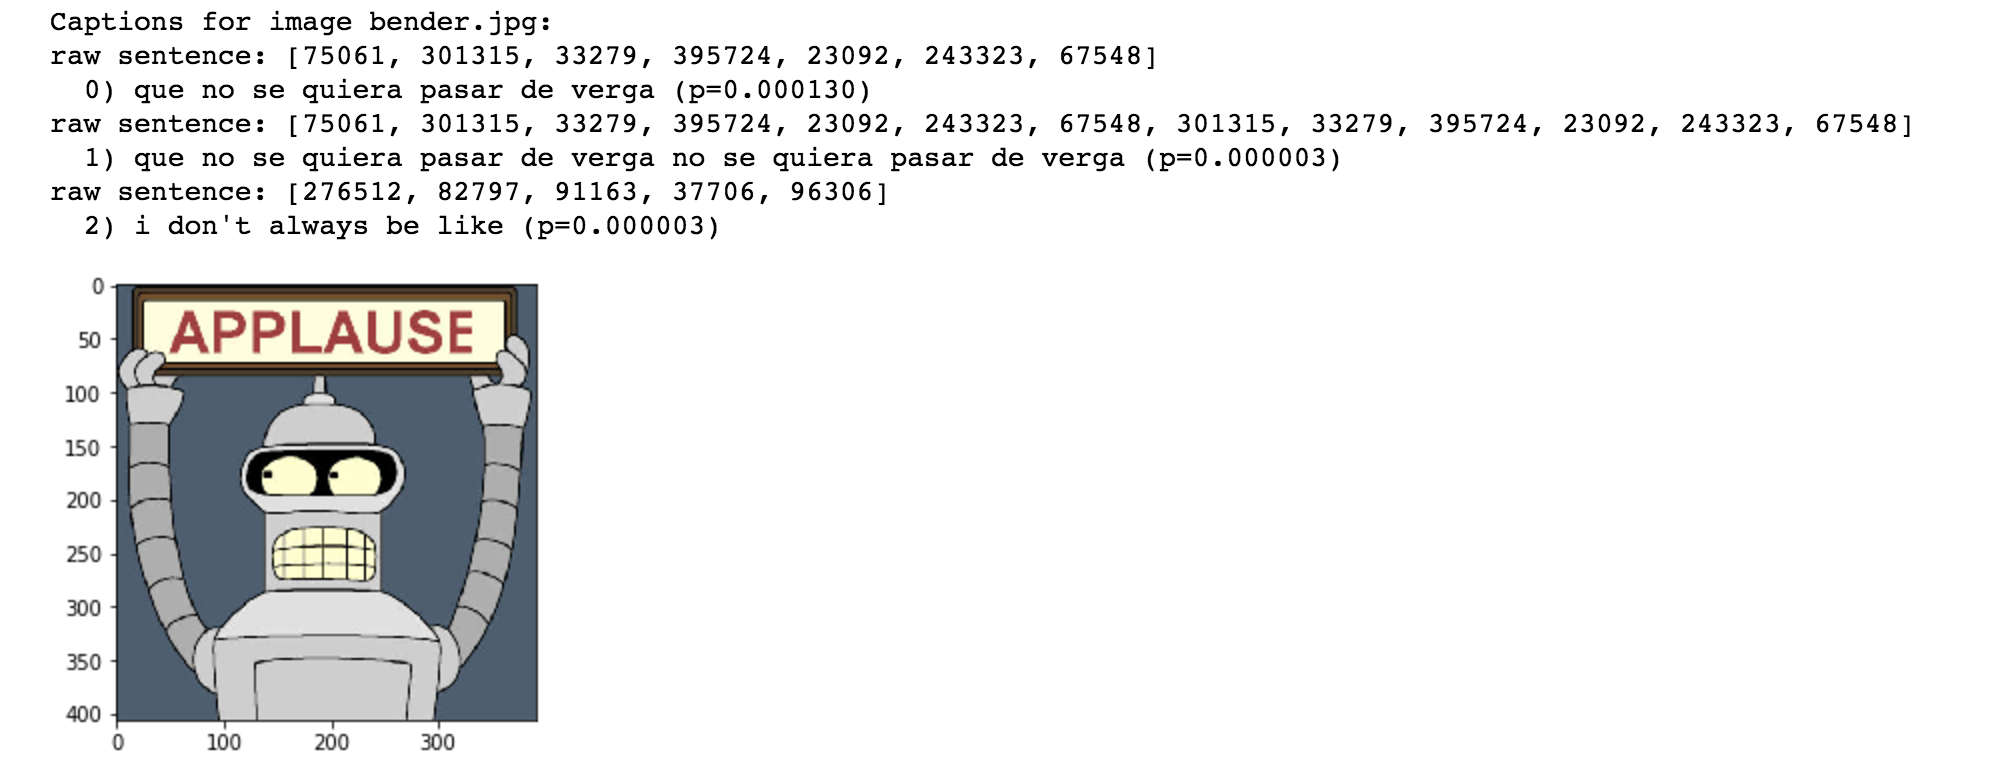 Captions for image bender.jpg:
raw sentence: [75061, 301315, 33279, 395724, 23092, 243323, 67548]
0) que no se quiera pasar de verga (p=0.000130)
raw sentence: [75061, 301315, 33279, 395724, 23092, 243323, 67548, 301315, 33279, 395724, 23092, 243323, 67548]
1) que no se quiera pasar de verga no se quiera pasar de verga (p=0.000003)
raw sentence: [276512, 82797, 91163, 37706, 96306]
2) i don't always be like (p=0.000003)
0
APPLAUSE
50
100
150
200
250
300
350
400
0 100 200 300